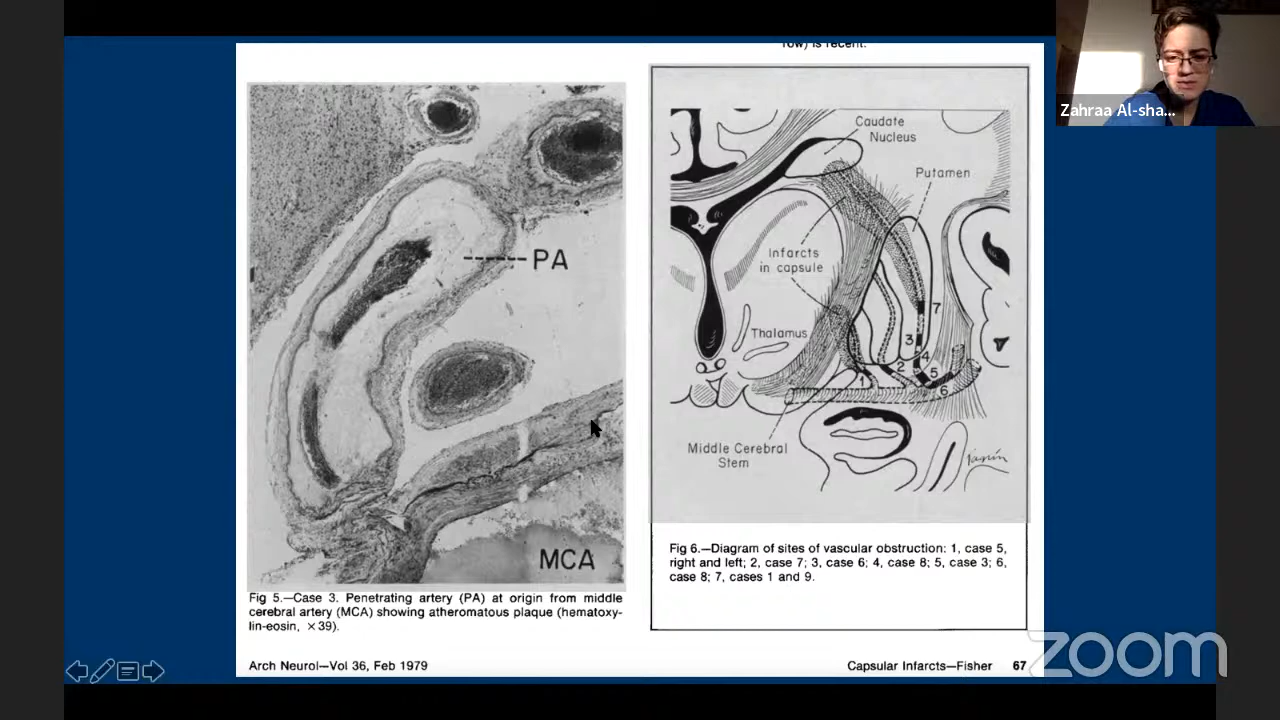 row) is recent.
Zahraa Al-sha...
PA
MCA
Fig 5.—Case 3. Penetrating artery (PA) at origin from middle
cerebral artery (MCA) showing atheromatous plaque (hematoxy-
lin-eosin, ×39).
Caudate
Nucleus
Putamen
Infarcts
in capsule
Thalamus
7
3
4
2
5
1
6
Middle Cerebral
Stem
Fig 6.—Diagram of sites of vascular obstruction: 1, case 5,
right and left; 2, case 7; 3, case 6; 4, case 8; 5, case 3; 6,
case 8; 7, cases 1 and 9.
Arch Neurol—Vol 36, Feb 1979
Capsular Infarcts—Fisher 67
zoom